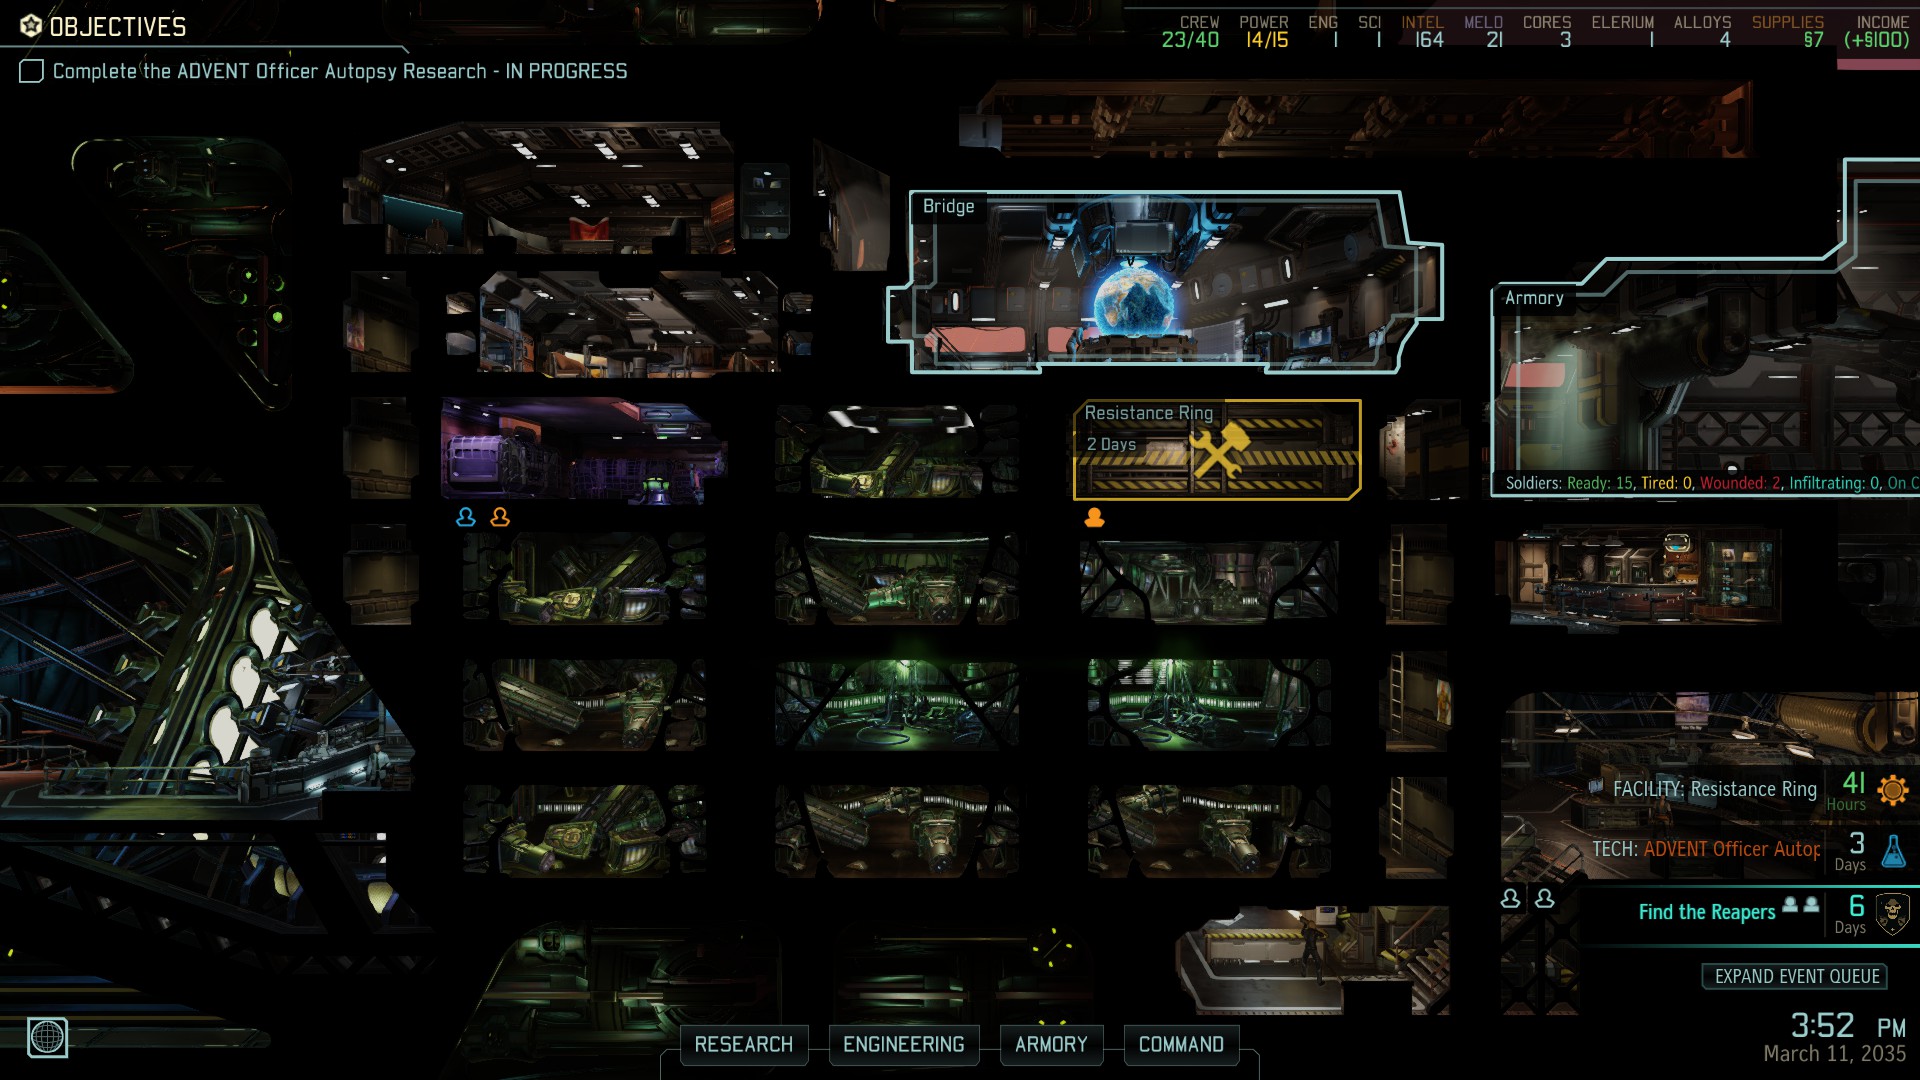 OBJECTIVES
Complete the ADVENT Officer Autopsy Research - IN PROGRESS
CREW POWER ENG SCI INTEL MELD CORES ELERIUM ALLOYS SUPPLIES INCOME
23/40 14/15 1 1 164 21 3 1 4 §7 (+§100)
Bridge
Armory
Resistance Ring
2 Days
Soldiers: Ready: 15, Tired: 0, Wounded: 2, Infiltrating: 0, On C
FACILITY: Resistance Ring 41 Hours
TECH: ADVENT Officer Autop 3 Days
Find the Reapers 6 Days
EXPAND EVENT QUEUE
RESEARCH ENGINEERING ARMORY COMMAND
3:52 PM
March 11, 2035